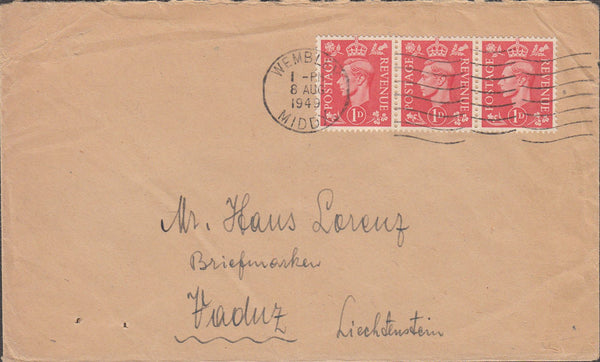 WEMBLEY
1 - PM
8 AUG
1949
MIDDX
POSTAGE REVENUE
1D
POSTAGE REVENUE
1D
POSTAGE REVENUE
1D
Mr. Hans Lorenz
Briefmarken
Vaduz
Liechtenstein